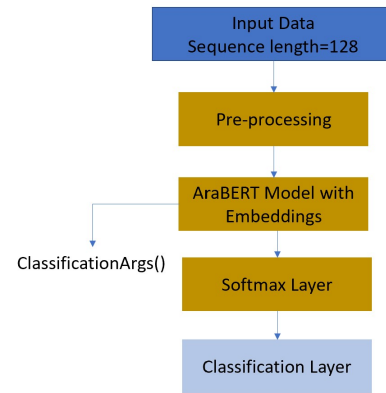 Input Data
Sequence length=128
Pre-processing
AraBERT Model with
Embeddings
ClassificationArgs()
Softmax Layer
Classification Layer